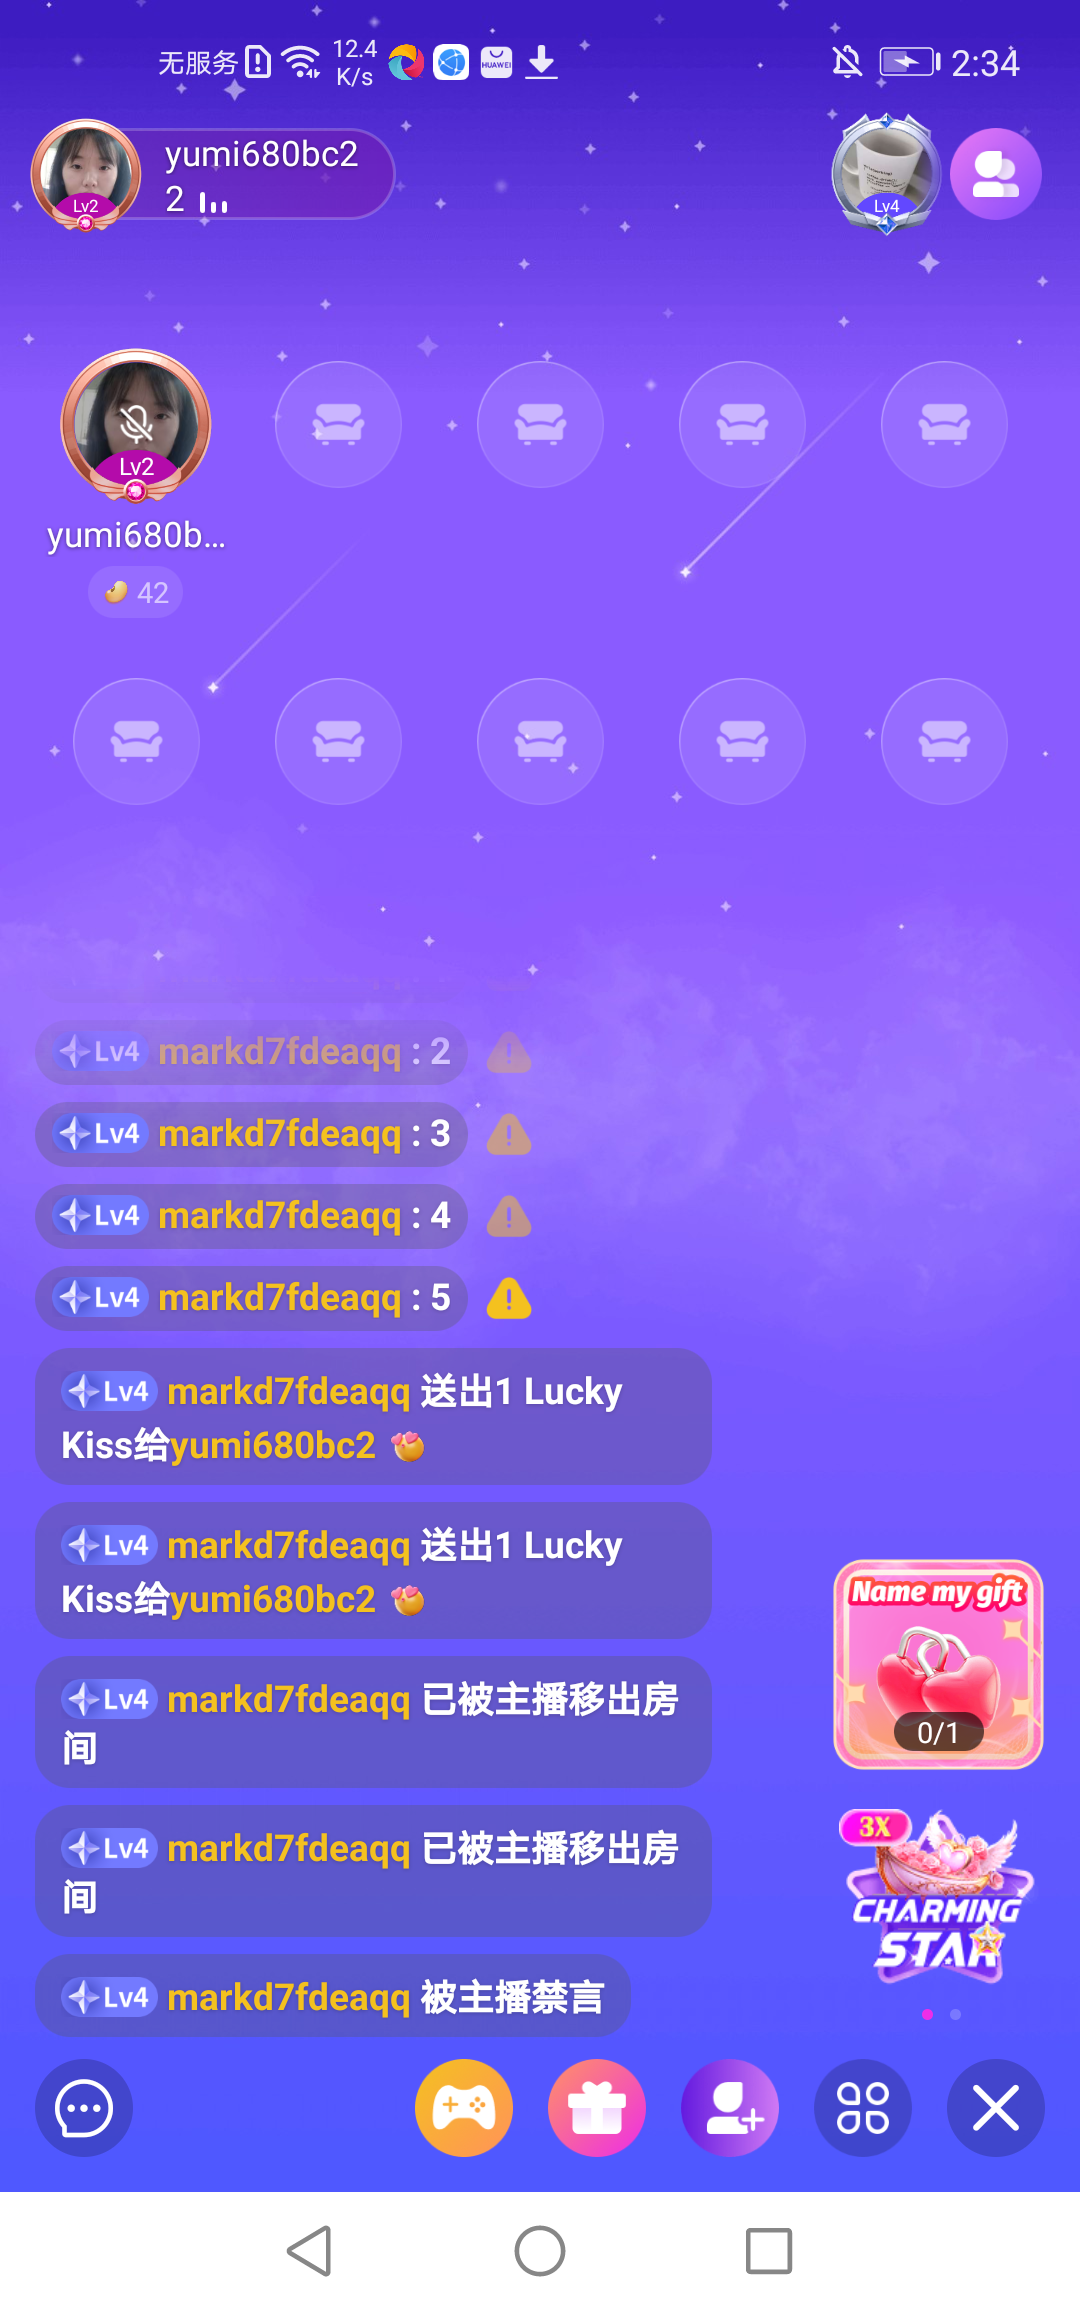 无服务 12.4 K/s HUAWEI 2:34
yumi680bc2
2
Lv2
Lv4
Lv2
yumi680b...
42
Lv4 markd7fdeaqq : 2
Lv4 markd7fdeaqq : 3
Lv4 markd7fdeaqq : 4
Lv4 markd7fdeaqq : 5
Lv4 markd7fdeaqq 送出1 Lucky
Kiss给yumi680bc2
Lv4 markd7fdeaqq 送出1 Lucky
Kiss给yumi680bc2
Lv4 markd7fdeaqq 已被主播移出房
间
Lv4 markd7fdeaqq 已被主播移出房
间
Lv4 markd7fdeaqq 被主播禁言
Name my gift
0/1
3X
CHARMING
STAR